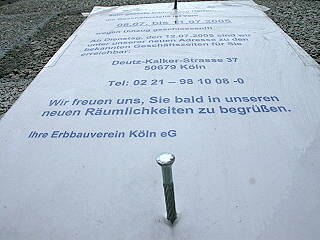 08.07. bis 11.07.2005
wegen Umzug geschlossen!!!
Ab Dienstag, den 12.07.2005 sind wir
unter unserer neuen Adresse zu den
bekannten Geschäftszeiten für Sie
erreichbar:
Deutz-Kalker-Strasse 37
50679 Köln
Tel: 02 21 – 98 10 08 -0
Wir freuen uns, Sie bald in unseren
neuen Räumlichkeiten zu begrüßen.
Ihre Erbbauverein Köln eG